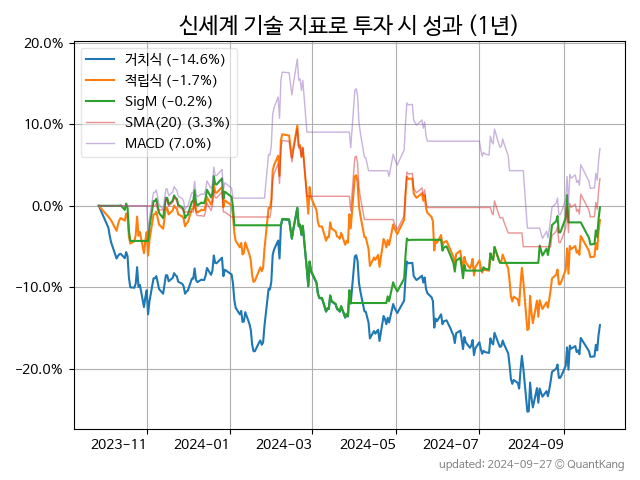 신세계 기술 지표로 투자 시 성과 (1년)
20.0%
10.0%
0.0%
−10.0%
−20.0%
거치식 (−14.6%)
적립식 (−1.7%)
SigM (−0.2%)
SMA(20) (3.3%)
MACD (7.0%)
2023-11
2024-01
2024-03
2024-05
2024-07
2024-09
updated: 2024-09-27 © QuantKang